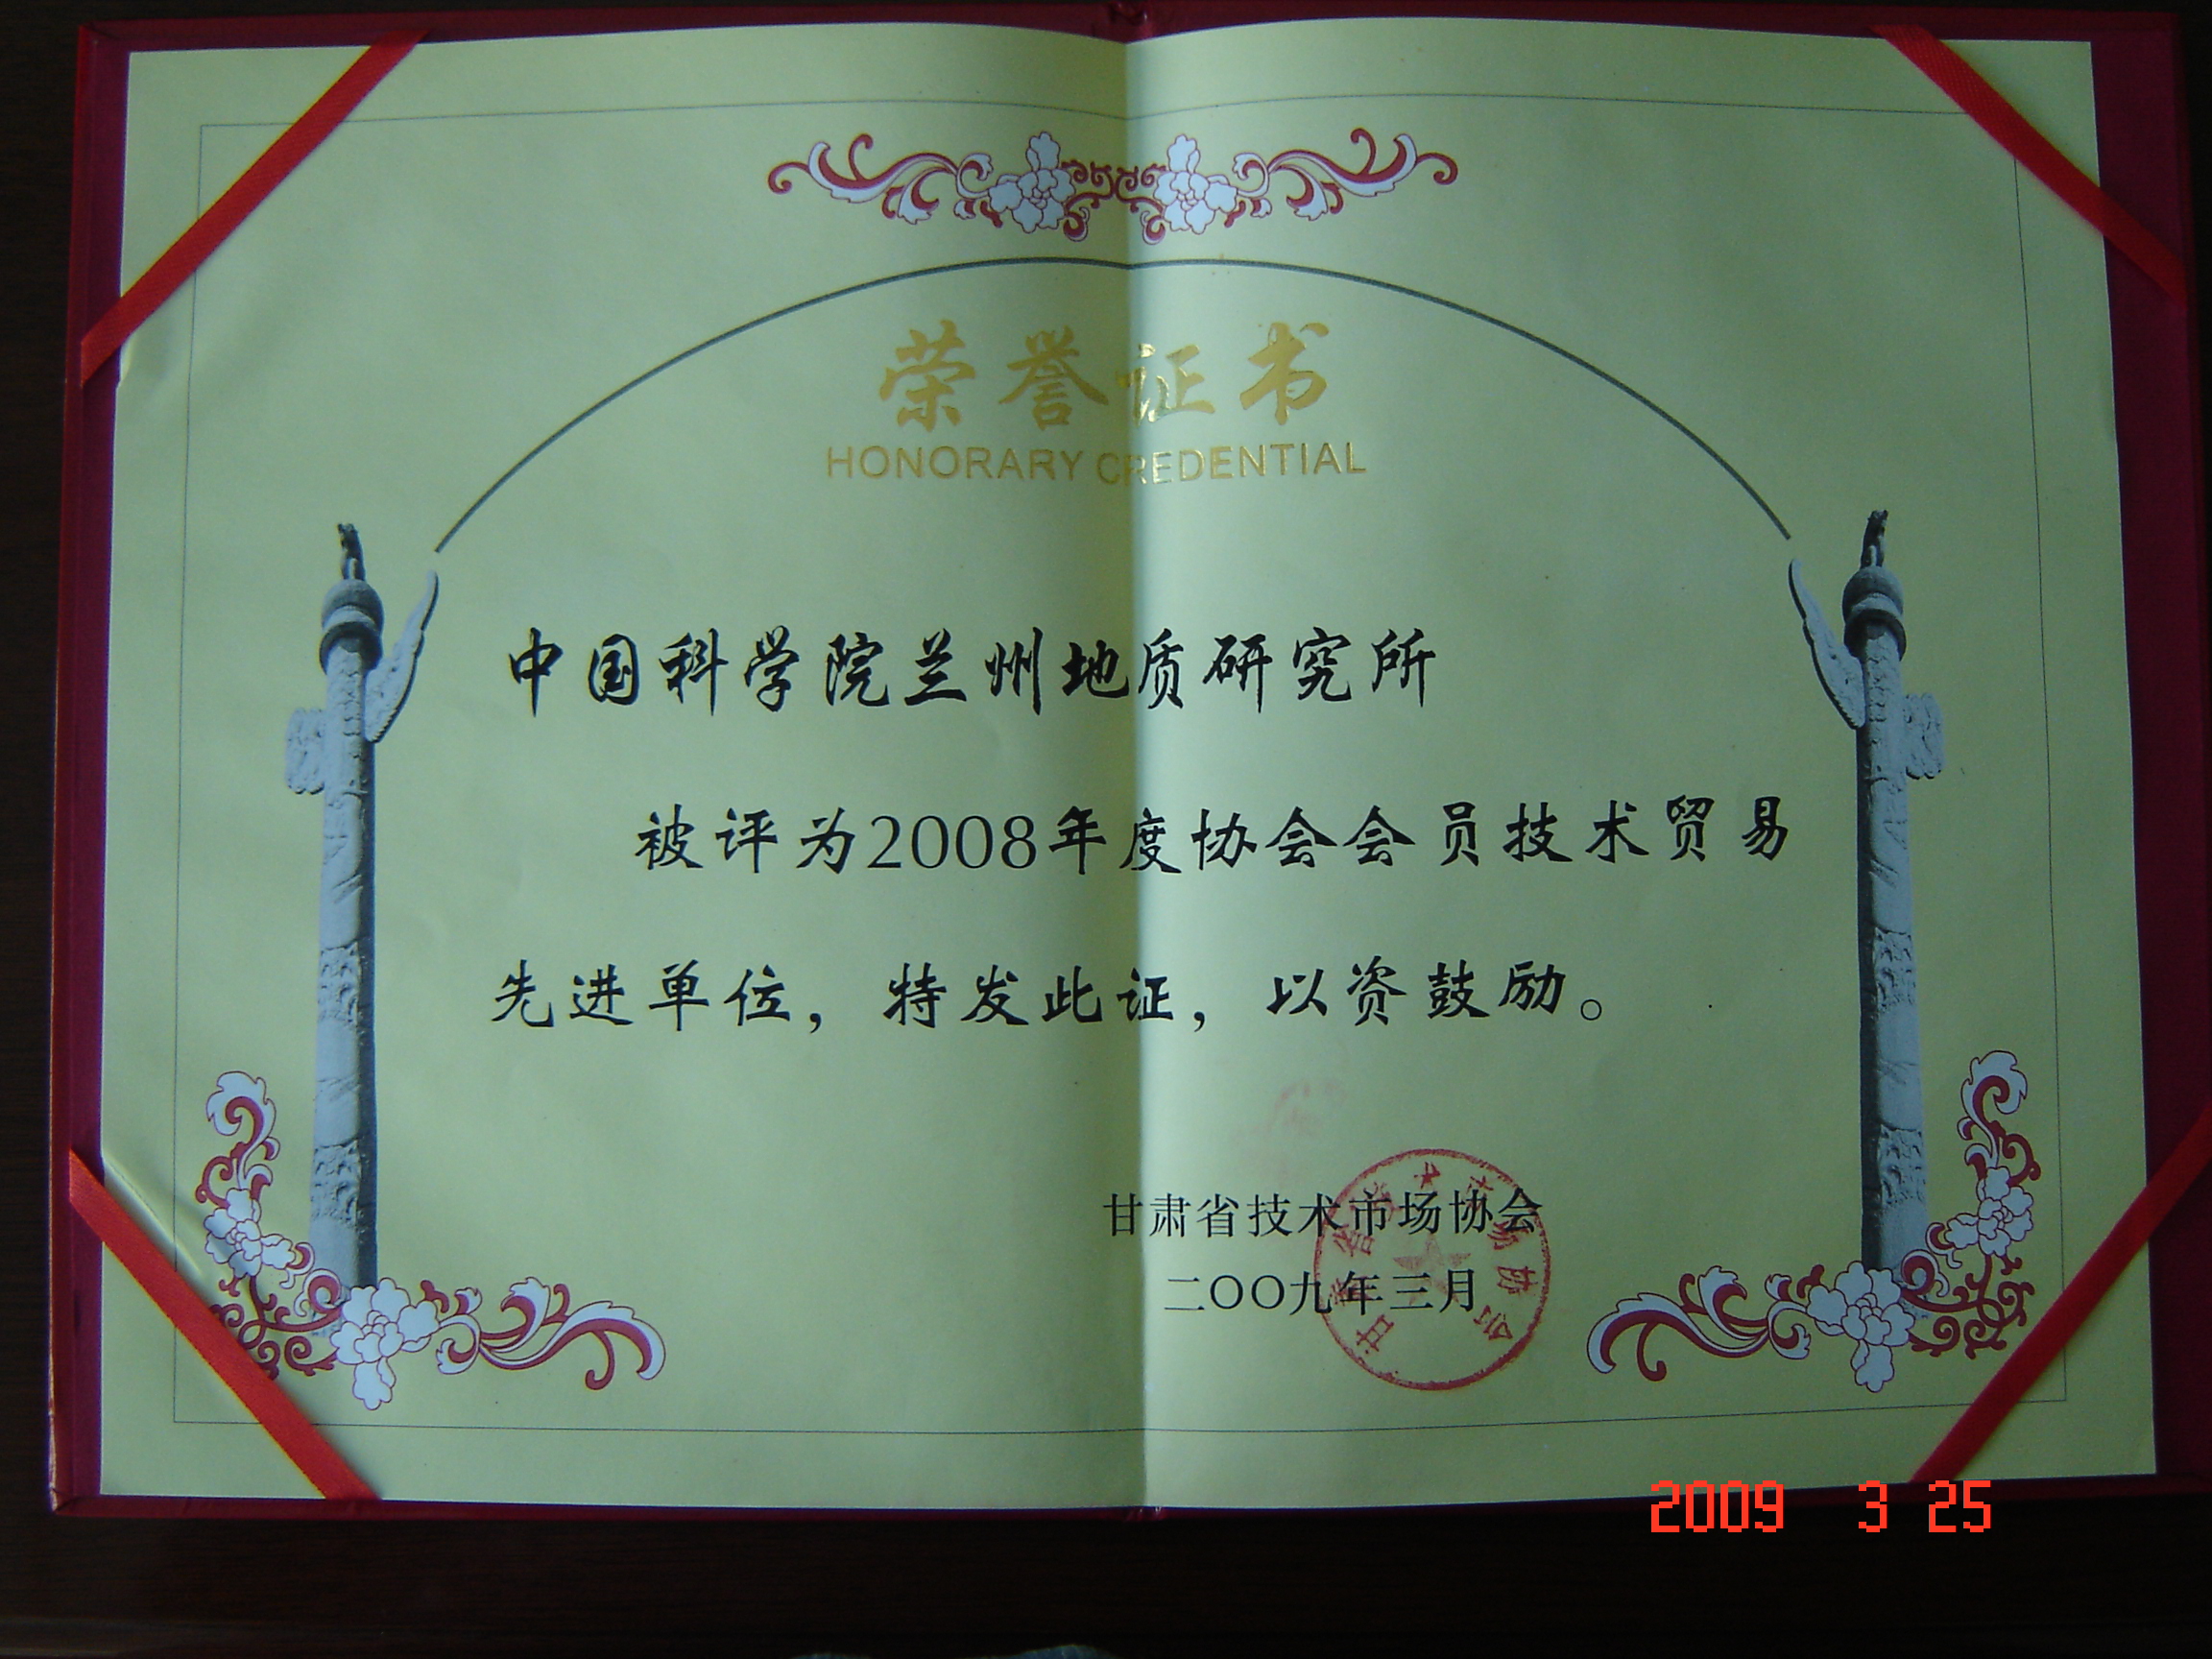 荣誉证书
HONORARY CREDENTIAL
中国科学院兰州地质研究所
被评为2008年度协会会员技术贸易
先进单位，特发此证，以资鼓励。
甘肃省技术市场协会
二〇〇九年三月
2009 3 25